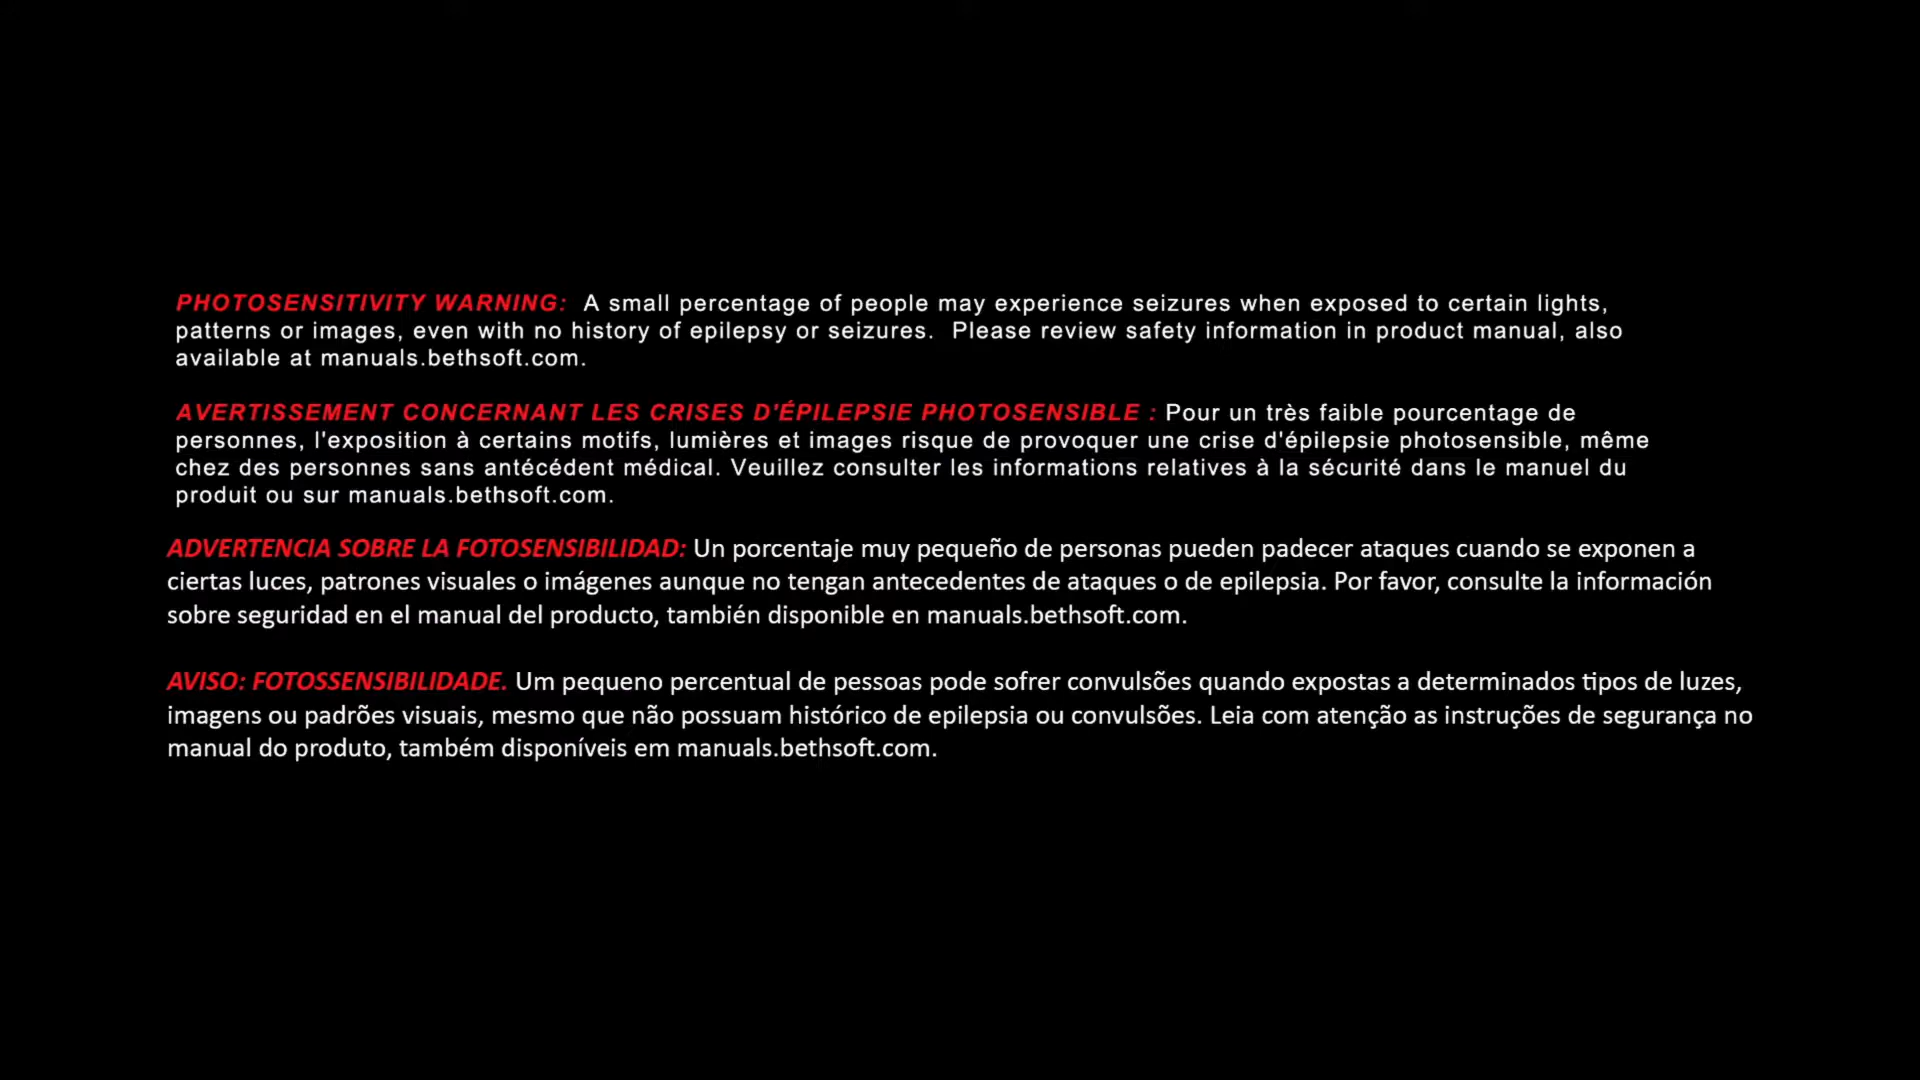 PHOTOSENSITIVITY WARNING: A small percentage of people may experience seizures when exposed to certain lights,
patterns or images, even with no history of epilepsy or seizures. Please review safety information in product manual, also
available at manuals.bethsoft.com.
AVERTISSEMENT CONCERNANT LES CRISES D'ÉPILEPSIE PHOTOSENSIBLE : Pour un très faible pourcentage de
personnes, l'exposition à certains motifs, lumières et images risque de provoquer une crise d'épilepsie photosensible, même
chez des personnes sans antécédent médical. Veuillez consulter les informations relatives à la sécurité dans le manuel du
produit ou sur manuals.bethsoft.com.
ADVERTENCIA SOBRE LA FOTOSENSIBILIDAD: Un porcentaje muy pequeño de personas pueden padecer ataques cuando se exponen a
ciertas luces, patrones visuales o imágenes aunque no tengan antecedentes de ataques o de epilepsia. Por favor, consulte la información
sobre seguridad en el manual del producto, también disponible en manuals.bethsoft.com.
AVISO: FOTOSSENSIBILIDADE. Um pequeno percentual de pessoas pode sofrer convulsões quando expostas a determinados tipos de luzes,
imagens ou padrões visuais, mesmo que não possuam histórico de epilepsia ou convulsões. Leia com atenção as instruções de segurança no
manual do produto, também disponíveis em manuals.bethsoft.com.